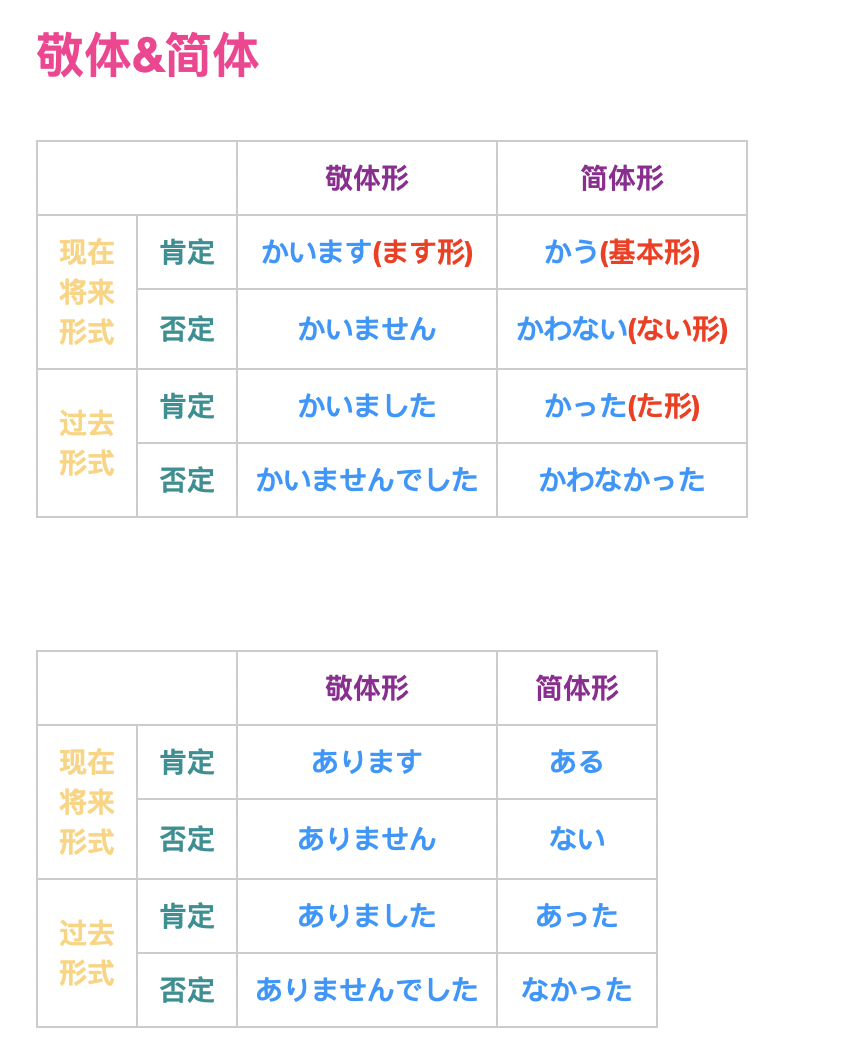 敬体&简体
敬体形 简体形
现在
将来
形式
肯定 かいます(ます形) かう(基本形)
否定 かいません かわない(ない形)
过去
形式
肯定 かいました かった(た形)
否定 かいませんでした かわなかった
敬体形 简体形
现在
将来
形式
肯定 あります ある
否定 ありません ない
过去
形式
肯定 ありました あった
否定 ありませんでした なかった